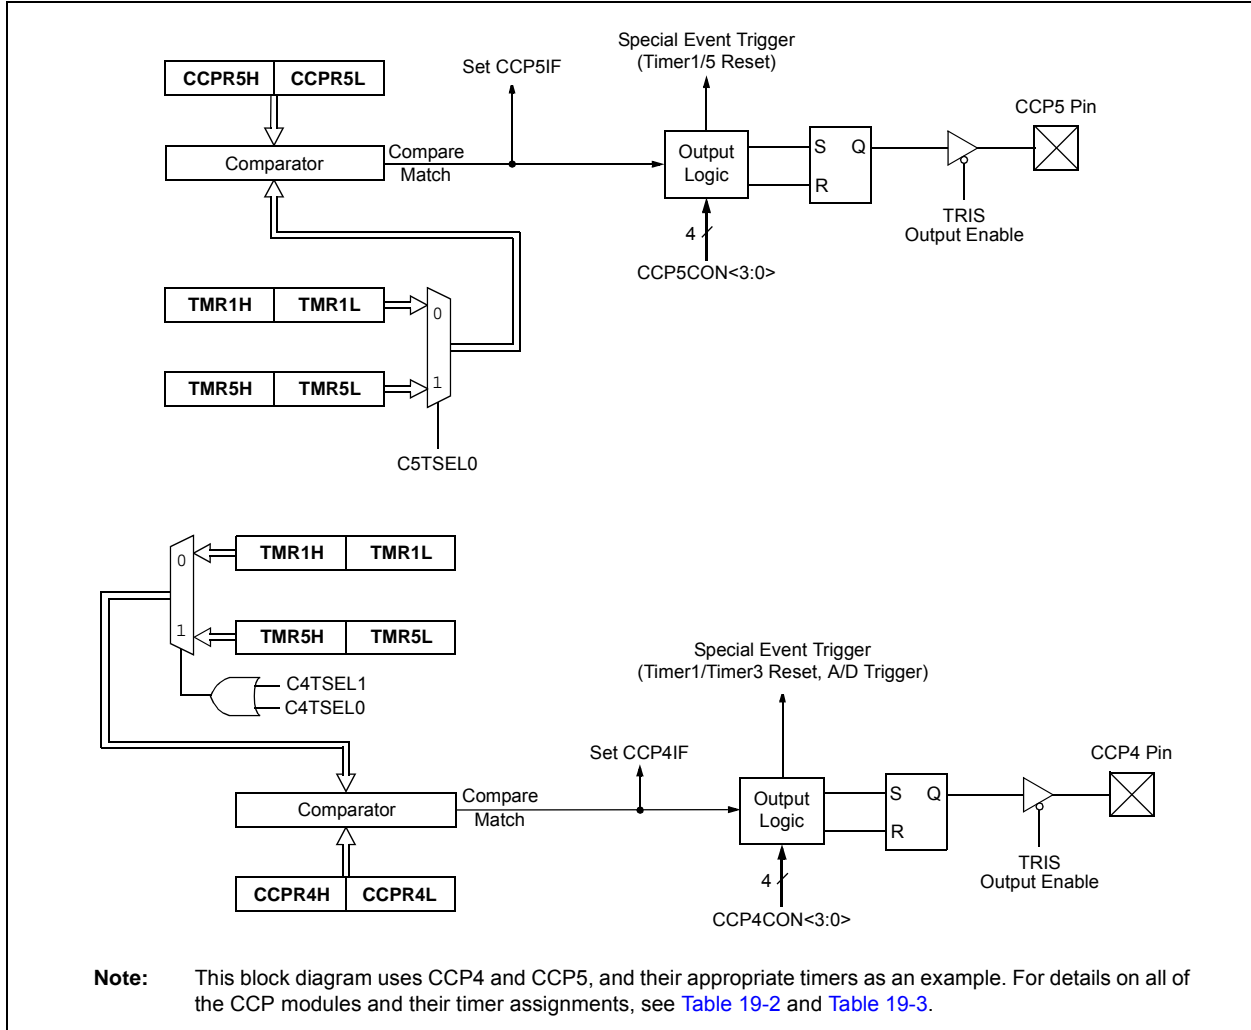 Special Event Trigger
(Timer1/5 Reset)
Set CCP5IF
CCPR5H CCPR5L
CCP5 Pin
Comparator
Compare
Match
Output
Logic
S Q
R
TRIS
Output Enable
4
CCP5CON<3:0>
TMR1H TMR1L
0
TMR5H TMR5L
1
C5TSEL0
0
TMR1H TMR1L
1
TMR5H TMR5L
C4TSEL1
C4TSEL0
Special Event Trigger
(Timer1/Timer3 Reset, A/D Trigger)
Set CCP4IF
CCP4 Pin
Comparator
Compare
Match
Output
Logic
S Q
R
TRIS
Output Enable
4
CCPR4H CCPR4L
CCP4CON<3:0>
Note: This block diagram uses CCP4 and CCP5, and their appropriate timers as an example. For details on all of
the CCP modules and their timer assignments, see Table 19-2 and Table 19-3.